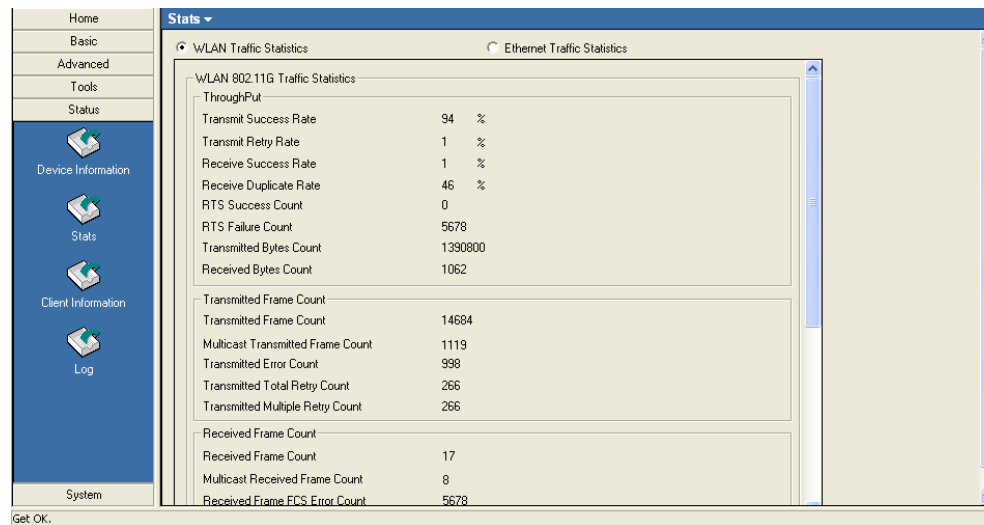 Home
Basic
Advanced
Tools
Status
Device Information
Stats
Client Information
Log
System
Stats
WLAN Traffic Statistics
Ethernet Traffic Statistics
WLAN 802.11G Traffic Statistics
ThroughPut
Transmit Success Rate 94 %
Transmit Retry Rate 1 %
Receive Success Rate 1 %
Receive Duplicate Rate 46 %
RTS Success Count 0
RTS Failure Count 5678
Transmitted Bytes Count 1390800
Received Bytes Count 1062
Transmitted Frame Count
Transmitted Frame Count 14684
Multicast Transmitted Frame Count 1119
Transmitted Error Count 998
Transmitted Total Retry Count 266
Transmitted Multiple Retry Count 266
Received Frame Count
Received Frame Count 17
Multicast Received Frame Count 8
Received Frame FCS Error Count 5678
Get OK.